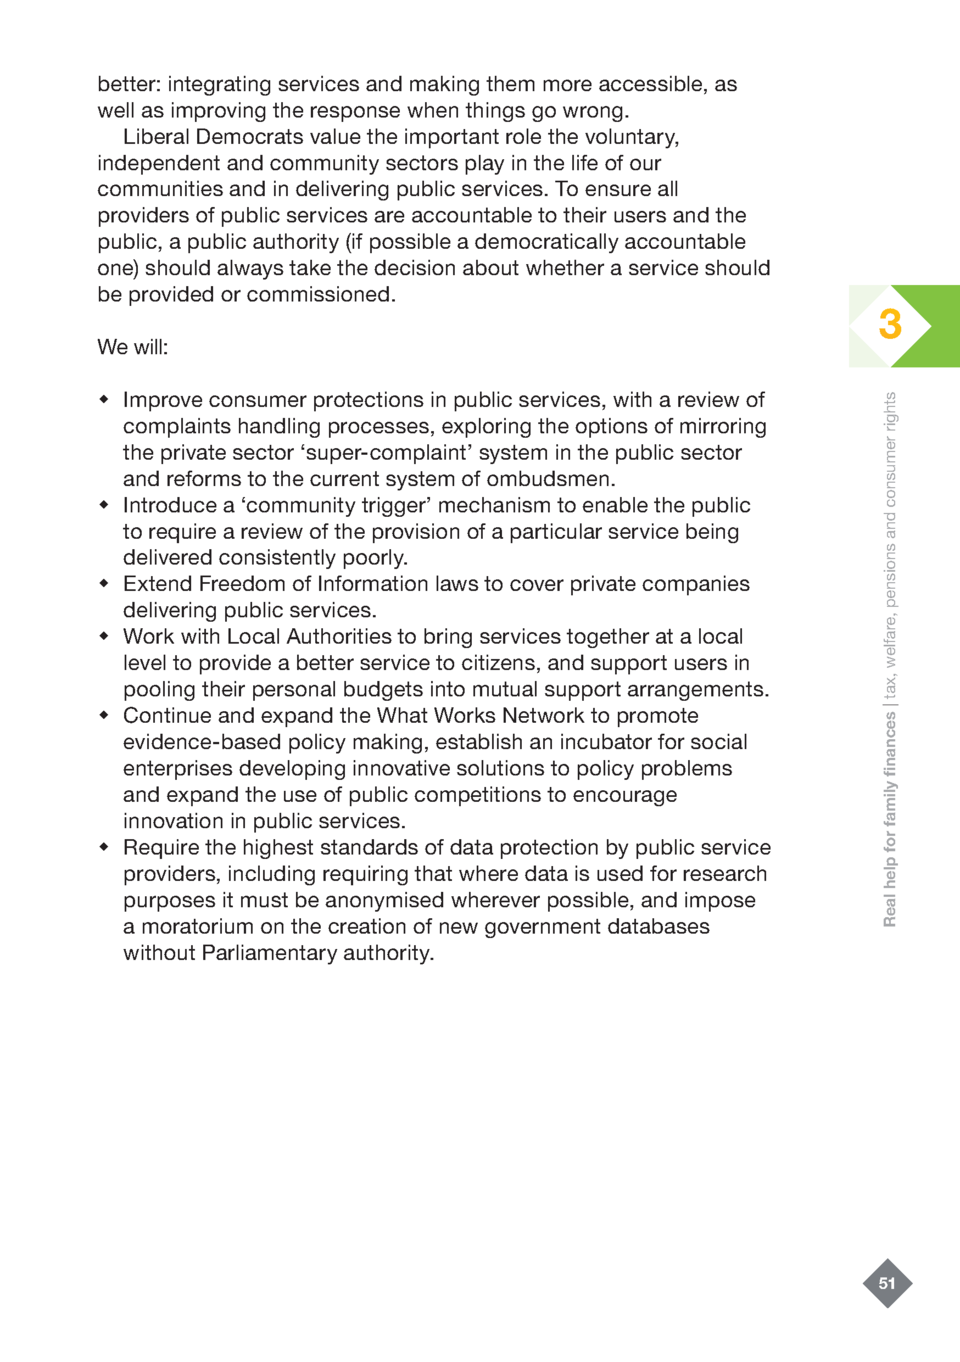 better: integrating services and making them more accessible, as
well as improving the response when things go wrong.
Liberal Democrats value the important role the voluntary,
independent and community sectors play in the life of our
communities and in delivering public services. To ensure all
providers of public services are accountable to their users and the
public, a public authority (if possible a democratically accountable
one) should always take the decision about whether a service should
be provided or commissioned.
We will:
◆ Improve consumer protections in public services, with a review of
complaints handling processes, exploring the options of mirroring
the private sector ‘super-complaint’ system in the public sector
and reforms to the current system of ombudsmen.
◆ Introduce a ‘community trigger’ mechanism to enable the public
to require a review of the provision of a particular service being
delivered consistently poorly.
◆ Extend Freedom of Information laws to cover private companies
delivering public services.
◆ Work with Local Authorities to bring services together at a local
level to provide a better service to citizens, and support users in
pooling their personal budgets into mutual support arrangements.
◆ Continue and expand the What Works Network to promote
evidence-based policy making, establish an incubator for social
enterprises developing innovative solutions to policy problems
and expand the use of public competitions to encourage
innovation in public services.
◆ Require the highest standards of data protection by public service
providers, including requiring that where data is used for research
purposes it must be anonymised wherever possible, and impose
a moratorium on the creation of new government databases
without Parliamentary authority.
3
Real help for family finances | tax, welfare, pensions and consumer rights
51